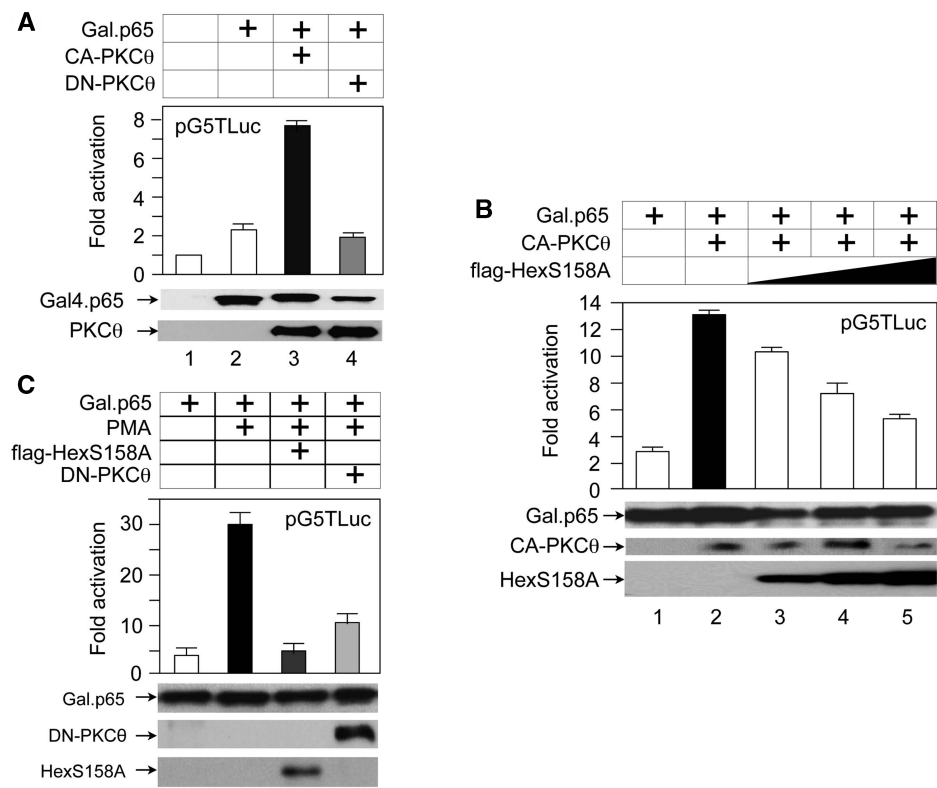 A
Gal.p65 + + +
CA-PKCθ +
DN-PKCθ +
Fold activation
pG5TLuc
8
6
4
2
0
Gal4.p65
PKCθ
1 2 3 4
B
Gal.p65 + + + + +
CA-PKCθ + + + +
flag-HexS158A
Fold activation
pG5TLuc
14
12
10
8
6
4
2
0
Gal.p65
CA-PKCθ
HexS158A
1 2 3 4 5
C
Gal.p65 + + + +
PMA + + +
flag-HexS158A +
DN-PKCθ +
Fold activation
pG5TLuc
30
20
10
0
Gal.p65
DN-PKCθ
HexS158A